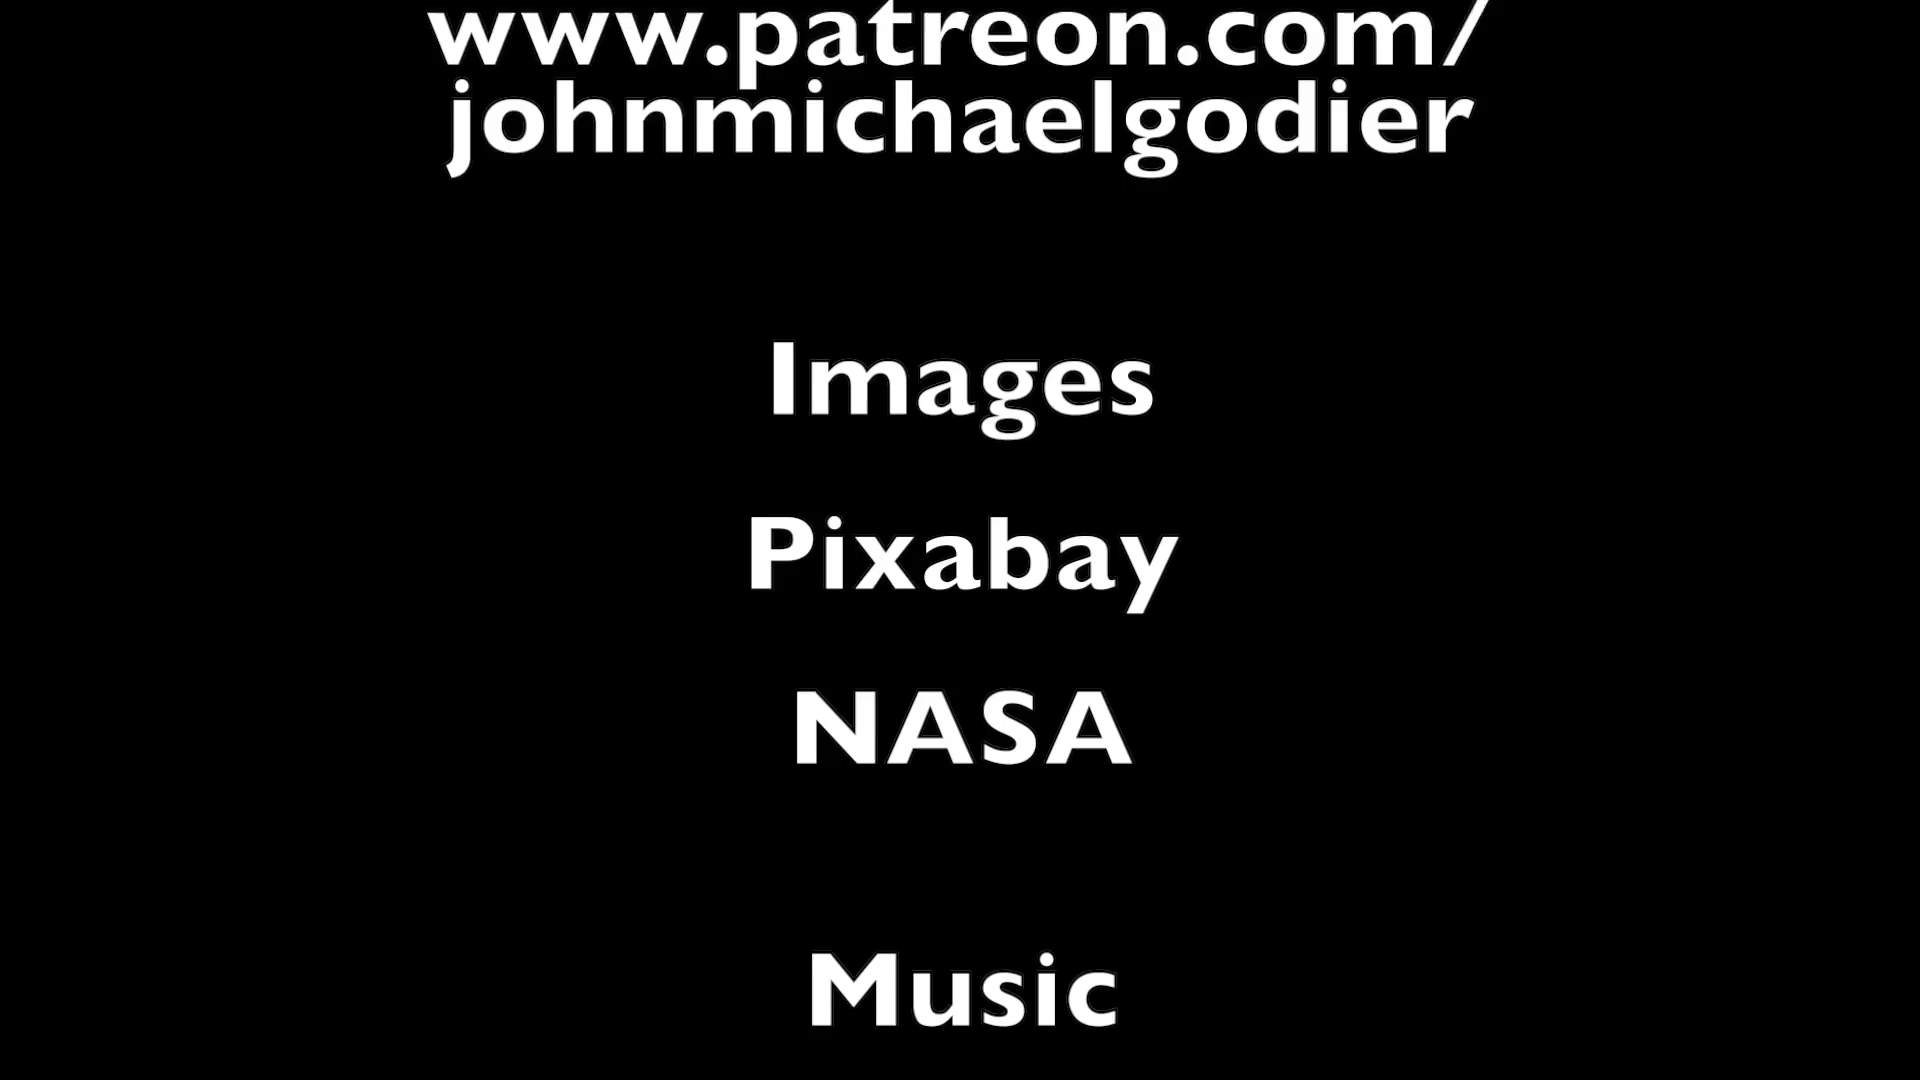 www.patreon.com/
johnmichaelgodier
Images
Pixabay
NASA
Music